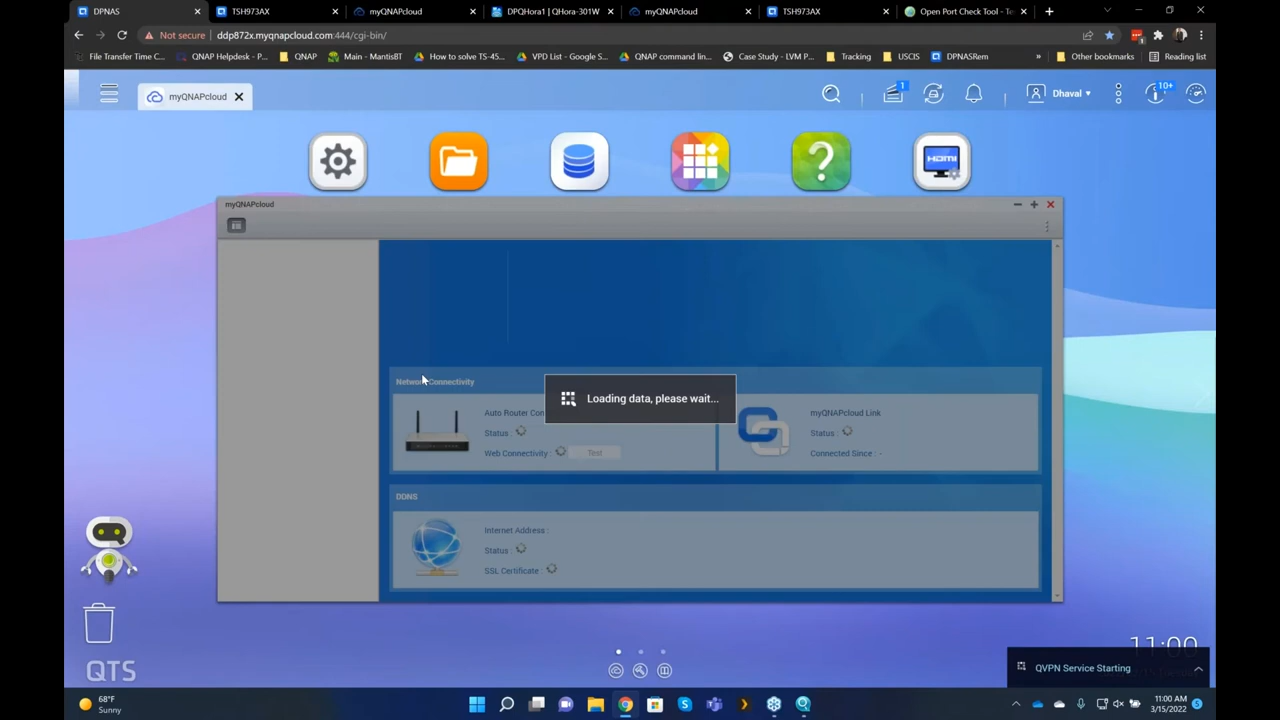 DPNAS
TSH973AX
myQNAPcloud
DPQHora1 | QHora-301W
myQNAPcloud
TSH973AX
Open Port Check Tool - Te
Not secure
ddp872x.myqnapcloud.com:444/cgi-bin/
File Transfer Time C...
QNAP Helpdesk - P...
QNAP
Main - MantisBT
How to solve TS-45...
VPD List - Google S...
QNAP command lin...
Case Study - LVM P...
Tracking
USCIS
DPNASRem
»
Other bookmarks
Reading list
myQNAPcloud
1
Dhaval
10+
HDMI
myQNAPcloud
Network Connectivity
Loading data, please wait...
Auto Router Con
Status :
Web Connectivity :
Test
myQNAPcloud Link
Status :
Connected Since : -
DDNS
Internet Address :
Status :
SSL Certificate :
QTS
11:00
QVPN Service Starting
68°F
Sunny
11:00 AM
3/15/2022
5